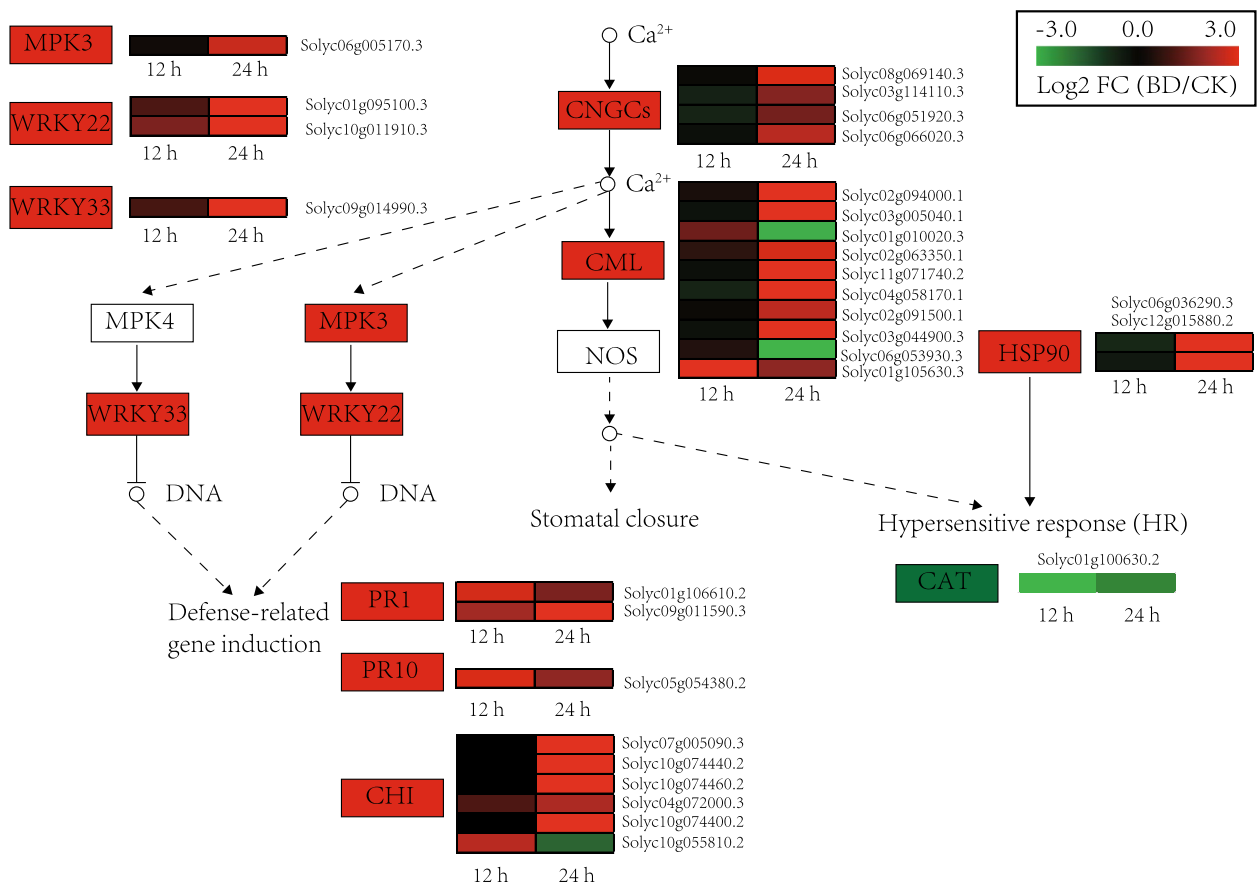 MPK3
Solyc06g005170.3
12 h 24 h
WRKY22
Solyc01g095100.3
Solyc10g011910.3
12 h 24 h
WRKY33
Solyc09g014990.3
12 h 24 h
Ca²⁺
CNGCs
Solyc08g069140.3
Solyc03g114110.3
Solyc06g051920.3
Solyc06g066020.3
12 h 24 h
-3.0 0.0 3.0
Log2 FC (BD/CK)
Ca²⁺
CML
NOS
Solyc02g094000.1
Solyc03g005040.1
Solyc01g010020.3
Solyc02g063350.1
Solyc11g071740.2
Solyc04g058170.1
Solyc02g091500.1
Solyc03g044900.3
Solyc06g053930.3
Solyc01g105630.3
12 h 24 h
MPK4
MPK3
WRKY33
WRKY22
DNA
DNA
Defense-related
gene induction
Stomatal closure
Solyc06g036290.3
Solyc12g015880.2
HSP90
12 h 24 h
Hypersensitive response (HR)
CAT
Solyc01g100630.2
12 h 24 h
PR1
Solyc01g106610.2
Solyc09g011590.3
12 h 24 h
PR10
Solyc05g054380.2
12 h 24 h
CHI
Solyc07g005090.3
Solyc10g074440.2
Solyc10g074460.2
Solyc04g072000.3
Solyc10g074400.2
Solyc10g055810.2
12 h 24 h